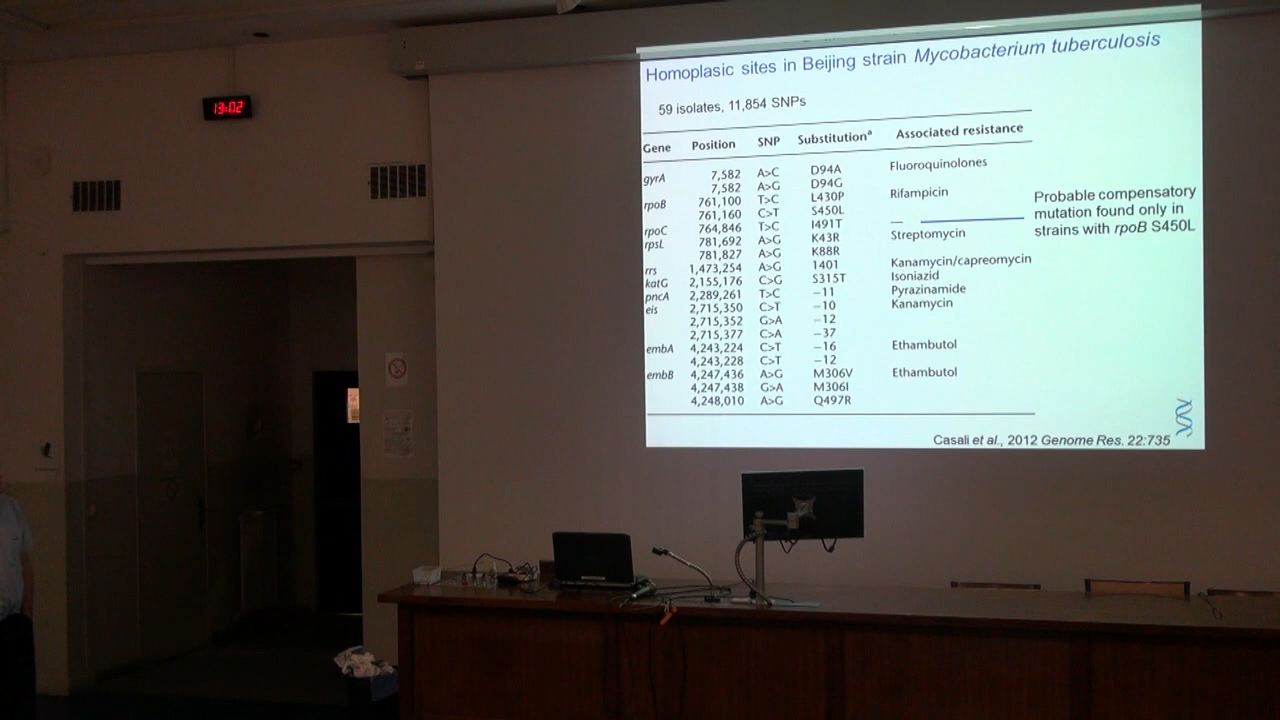 13:02
Homoplasic sites in Beijing strain Mycobacterium tuberculosis
59 isolates, 11,854 SNPs
Gene Position SNP Substitutionᵃ Associated resistance
gyrA 7,582 A>C D94A Fluoroquinolones
7,582 A>G D94G
rpoB 761,100 T>C L430P Rifampicin
761,160 C>T S450L
rpoC 764,846 T>C I491T —
rpsL 781,692 A>G K43R Streptomycin
781,827 A>G K88R
rrs 1,473,254 A>G 1401 Kanamycin/capreomycin
katG 2,155,176 C>G S315T Isoniazid
pncA 2,289,261 T>C −11 Pyrazinamide
eis 2,715,350 C>T −10 Kanamycin
2,715,352 G>A −12
2,715,377 C>A −37
embA 4,243,224 C>T −16 Ethambutol
4,243,228 C>T −12
embB 4,247,436 A>G M306V Ethambutol
4,247,438 G>A M306I
4,248,010 A>G Q497R
Probable compensatory
mutation found only in
strains with rpoB S450L
Casali et al., 2012 Genome Res. 22:735